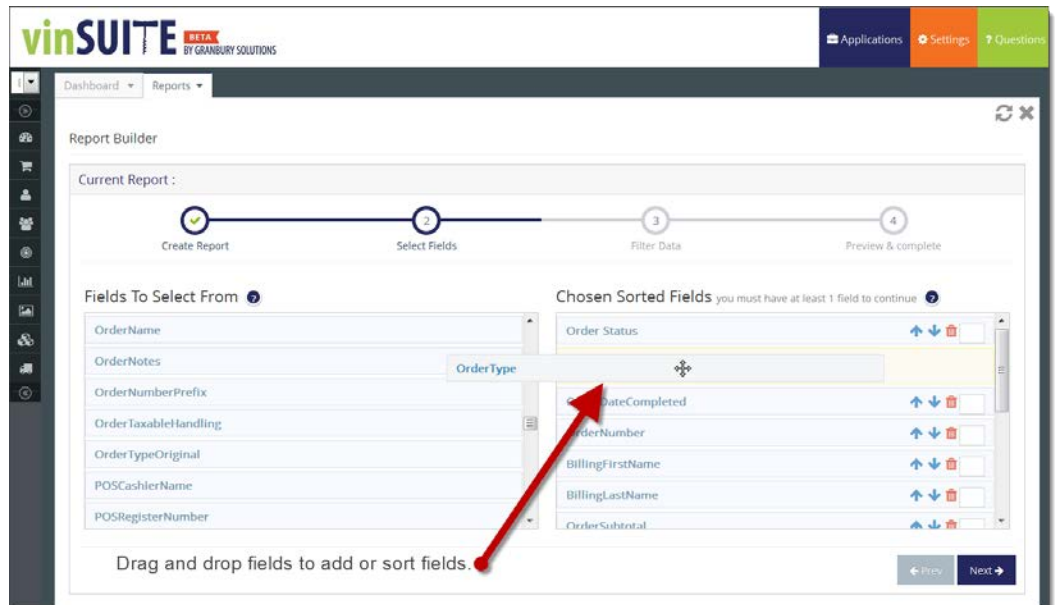 vinSUITE BETA
BY GRANBURY SOLUTIONS
Applications
Settings
? Questions
Dashboard
Reports
Report Builder
Current Report :
2
3
4
Create Report
Select Fields
Filter Data
Preview & complete
Fields To Select From ?
Chosen Sorted Fields you must have at least 1 field to continue ?
OrderName
OrderNotes
OrderNumberPrefix
OrderTaxableHandling
OrderTypeOriginal
POSCashierName
POSRegisterNumber
Order Status
OrderType
DateCompleted
OrderNumber
BillingFirstName
BillingLastName
OrderSubtotal
Drag and drop fields to add or sort fields.
Prev
Next